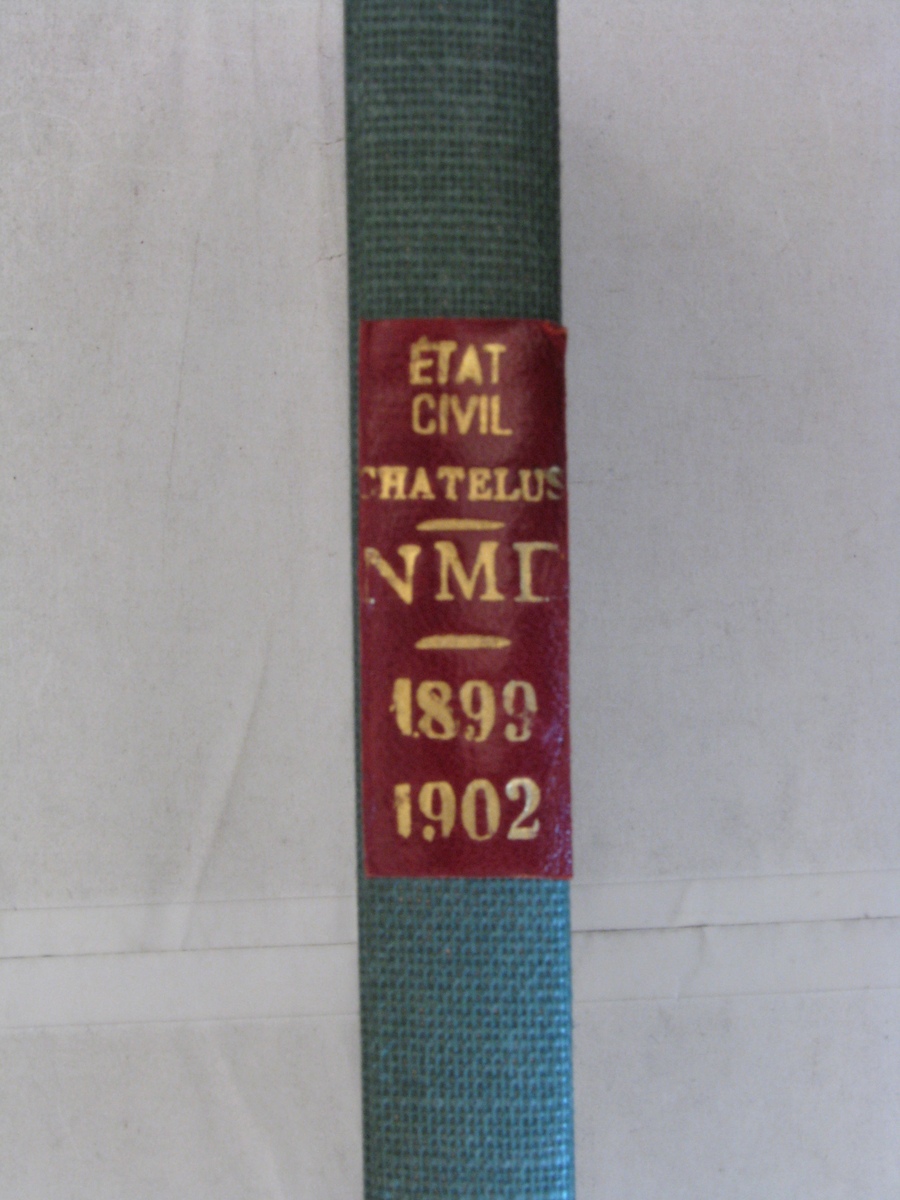 ÉTAT
CIVIL
CHATELUS
NMD
1899
1902